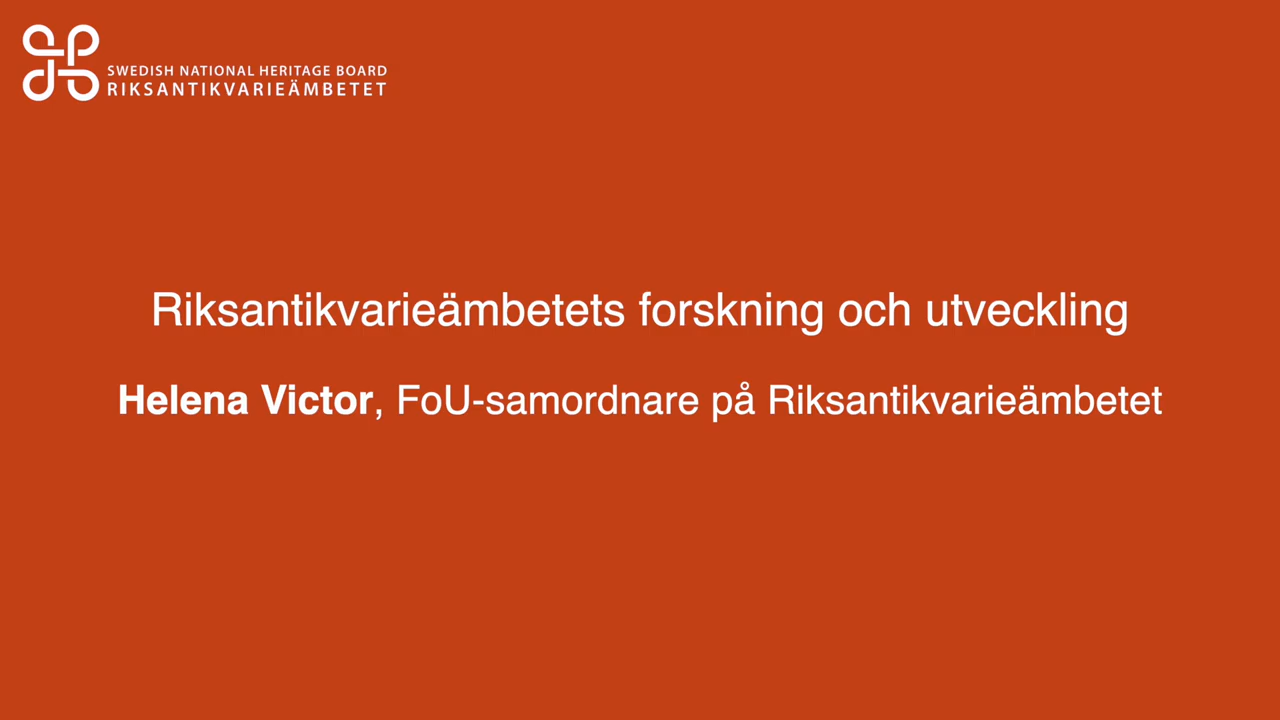 SWEDISH NATIONAL HERITAGE BOARD
RIKSANTIKVARIEÄMBETET
Riksantikvarieämbetets forskning och utveckling
Helena Victor, FoU-samordnare på Riksantikvarieämbetet